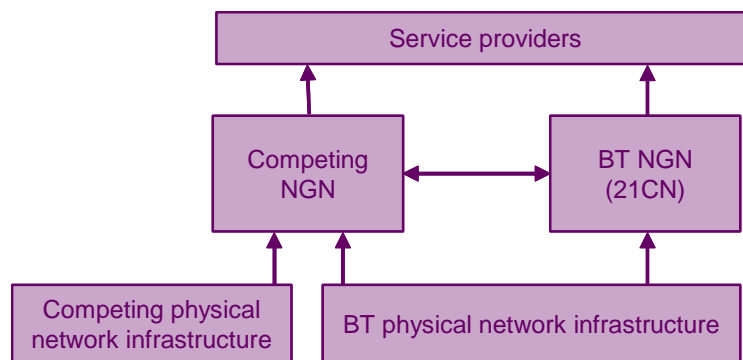 Service providers
Competing
NGN
BT NGN
(21CN)
Competing physical
network infrastructure
BT physical network infrastructure